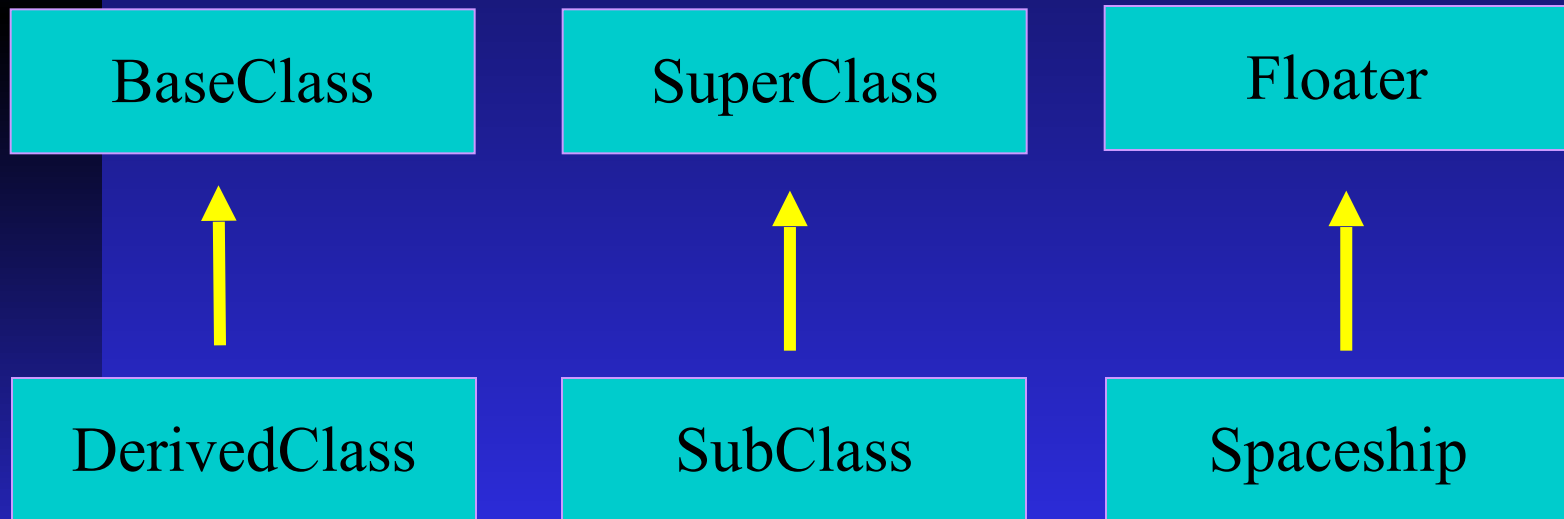 BaseClass
SuperClass
Floater
DerivedClass
SubClass
Spaceship